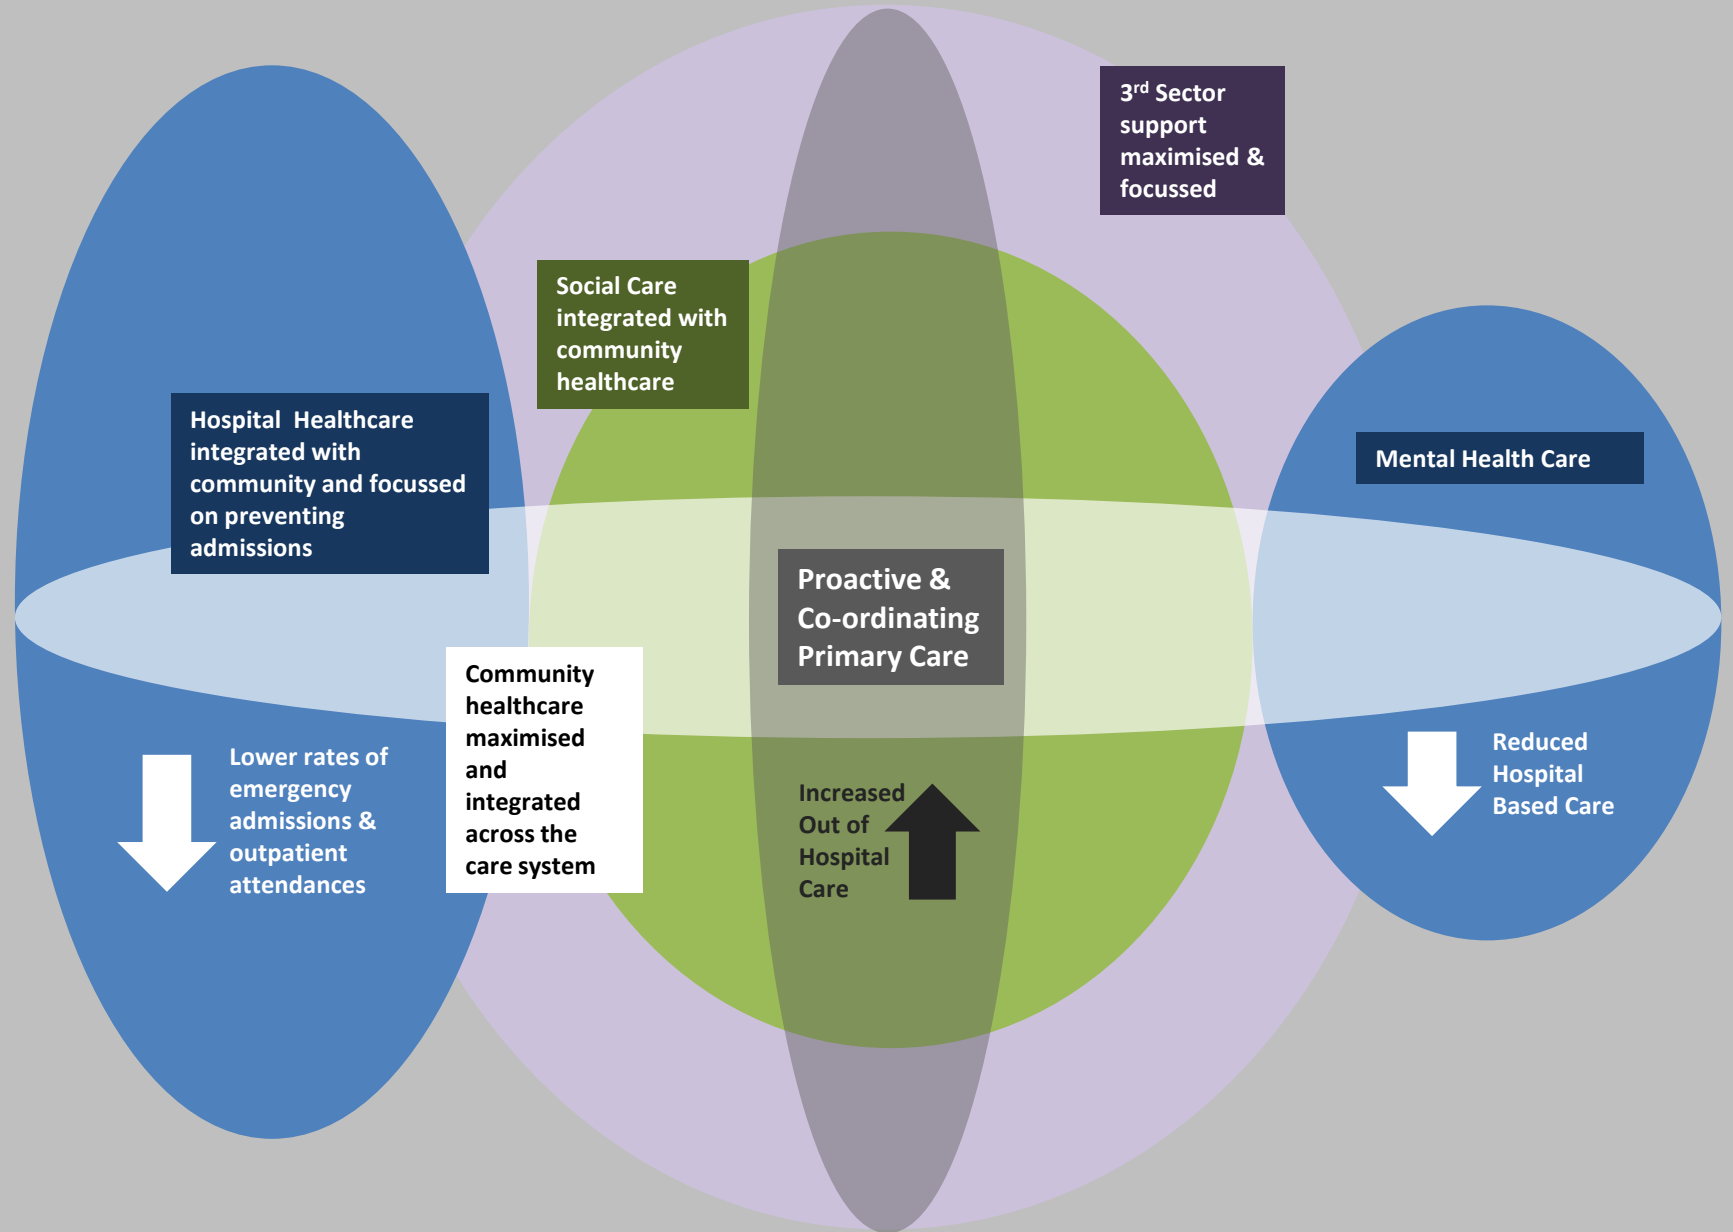 3rd Sector
support
maximised &
focussed
Social Care
integrated with
community
healthcare
Hospital  Healthcare
integrated with
community and focussed
on preventing
admissions
Mental Health Care
Proactive &
Co-ordinating
Primary Care
Community
healthcare
maximised
and
integrated
across the
care system
Lower rates of
emergency
admissions &
outpatient
attendances
Increased
Out of
Hospital
Care
Reduced
Hospital
Based Care